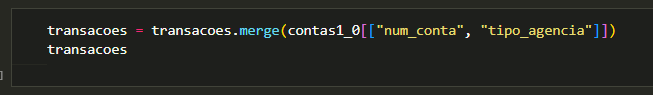 transacoes = transacoes.merge(contas1_0[["num_conta", "tipo_agencia"]])
transacoes
]